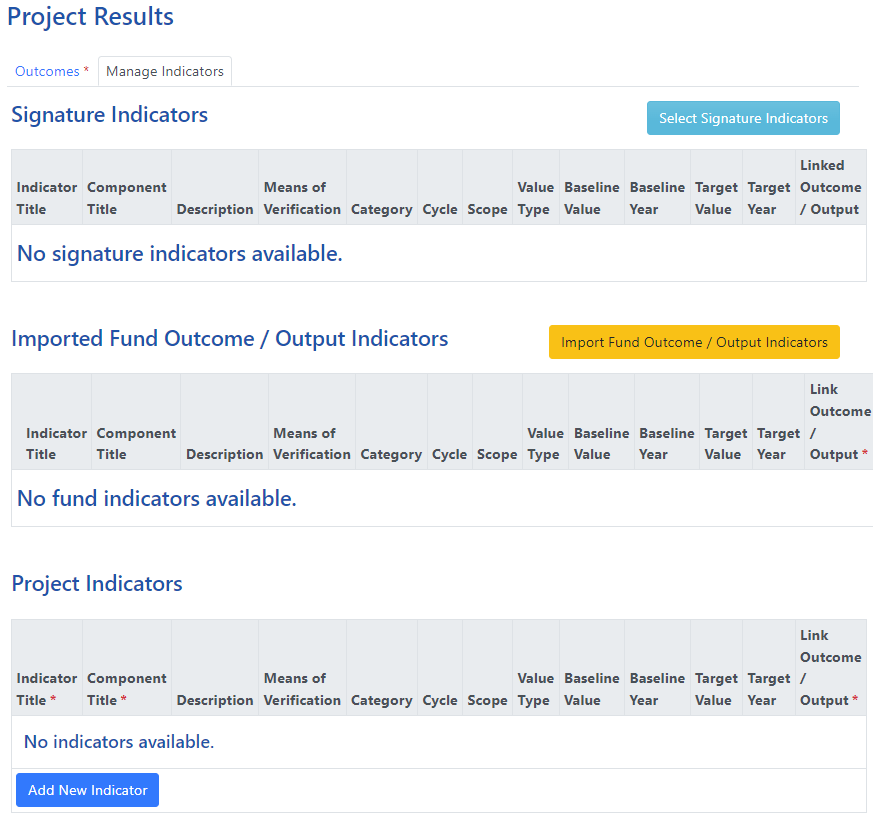 Project Results
Outcomes * Manage Indicators
Signature Indicators Select Signature Indicators
Indicator Title Component Title Description Means of Verification Category Cycle Scope Value Type Baseline Value Baseline Year Target Value Target Year Linked Outcome / Output
No signature indicators available.
Imported Fund Outcome / Output Indicators Import Fund Outcome / Output Indicators
Indicator Title Component Title Description Means of Verification Category Cycle Scope Value Type Baseline Value Baseline Year Target Value Target Year Link Outcome / Output *
No fund indicators available.
Project Indicators
Indicator Title * Component Title * Description Means of Verification Category Cycle Scope Value Type Baseline Value Baseline Year Target Value Target Year Link Outcome / Output *
No indicators available.
Add New Indicator